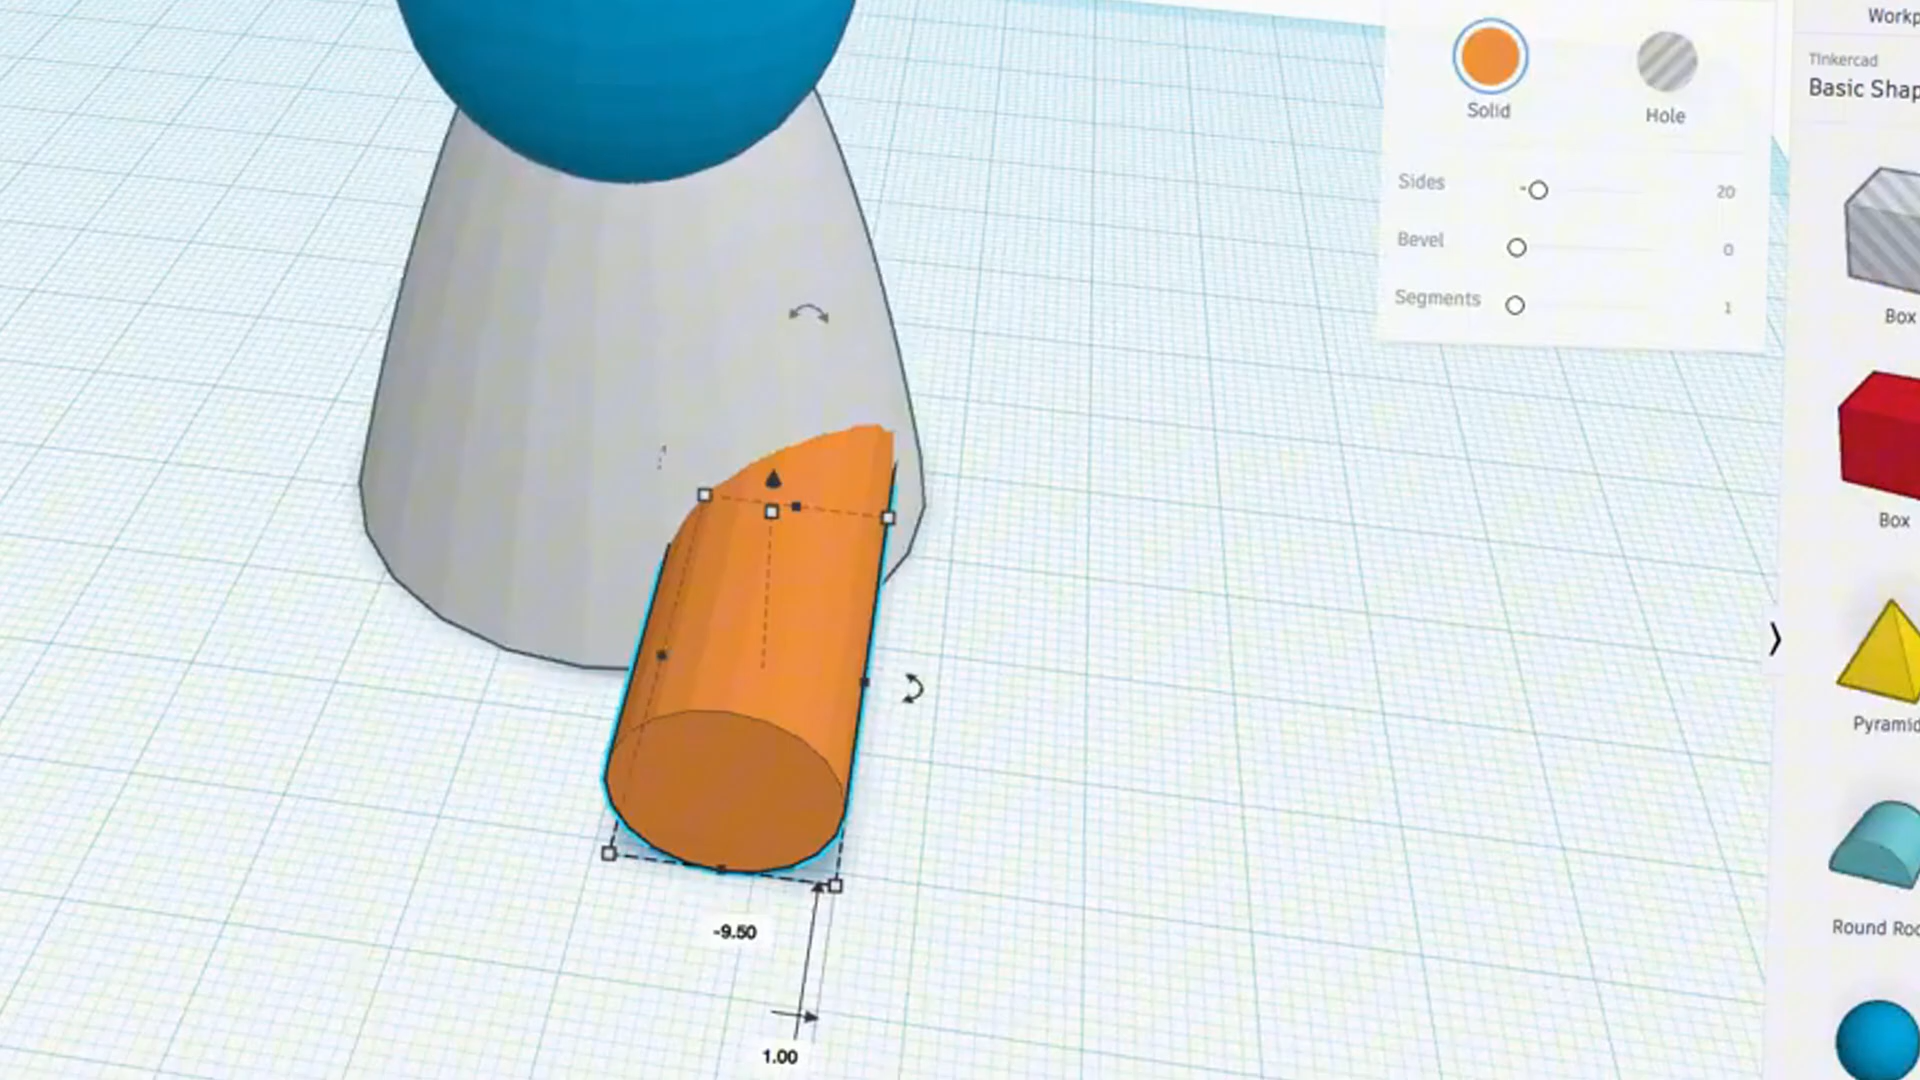 Workp
Tinkercad
Basic Shap
Solid
Hole
Sides
20
Bevel
0
Segments
1
Box
Box
Pyramid
Round Roo
-9.50
1.00